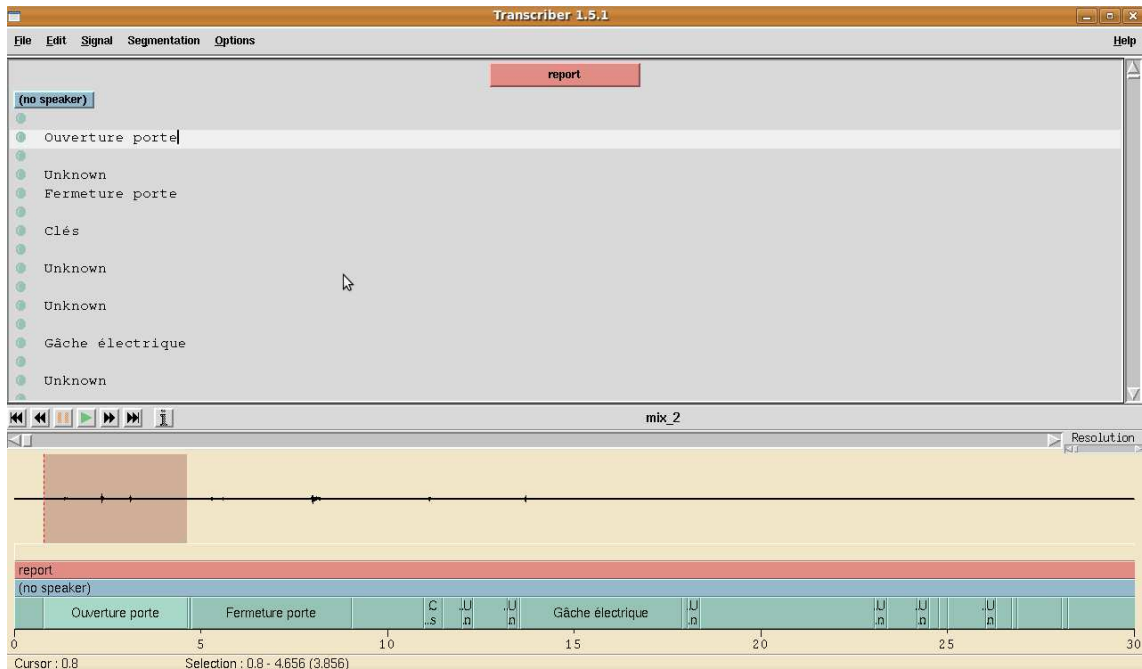 Transcriber 1.5.1
File Edit Signal Segmentation Options Help
report
(no speaker)
Ouverture porte
Unknown
Fermeture porte
Clés
Unknown
Unknown
Gâche électrique
Unknown
i mix_2
Resolution
report
(no speaker)
Ouverture porte Fermeture porte C ..s ..U .n ..U .n Gâche électrique ..U .n ..U .n ..U .n ..U .n
0 5 10 15 20 25 30
Cursor : 0.8 Selection : 0.8 - 4.656 (3.856)